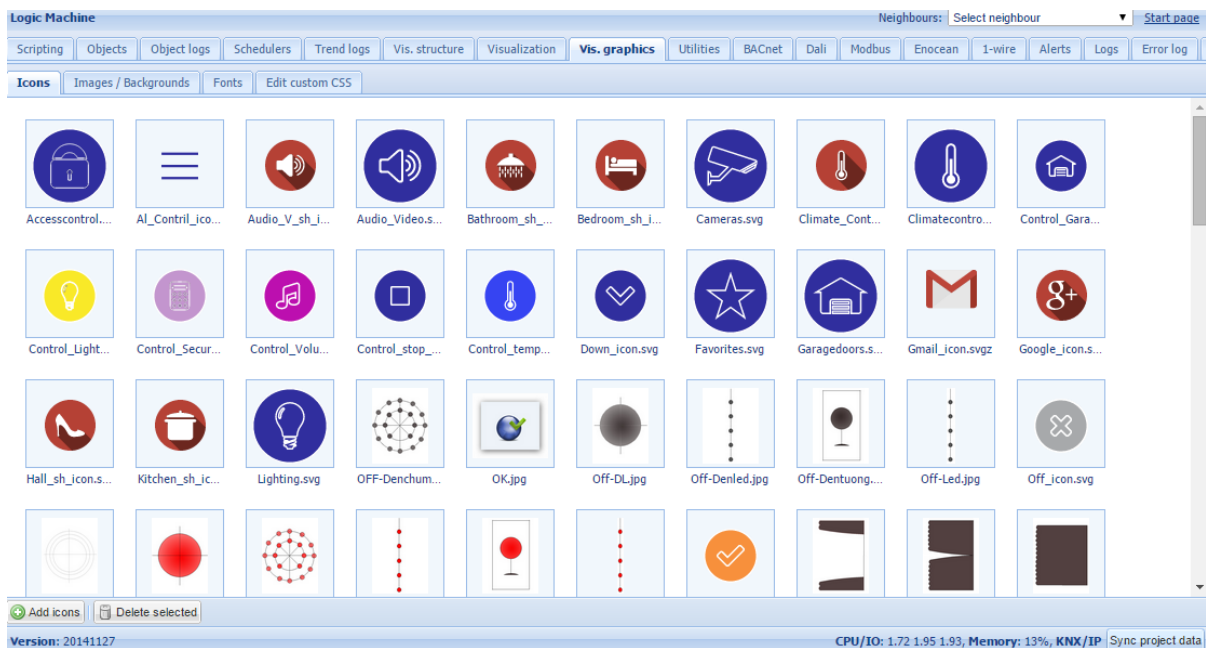 Logic Machine Neighbours: Select neighbour Start page
Scripting Objects Object logs Schedulers Trend logs Vis. structure Visualization Vis. graphics Utilities BACnet Dali Modbus Enocean 1-wire Alerts Logs Error log
Icons Images / Backgrounds Fonts Edit custom CSS
g+
Accesscontrol.... Al_Contril_ico... Audio_V_sh_i... Audio_Video.s... Bathroom_sh_... Bedroom_sh_i... Cameras.svg Climate_Cont... Climatecontro... Control_Gara...
Control_Light... Control_Secur... Control_Volu... Control_stop_... Control_temp... Down_icon.svg Favorites.svg Garagedoors.s... Gmail_icon.svgz Google_icon.s...
Hall_sh_icon.s... Kitchen_sh_ic... Lighting.svg OFF-Denchum... OK.jpg Off-DL.jpg Off-Denled.jpg Off-Dentuong.... Off-Led.jpg Off_icon.svg
Add icons Delete selected
Version: 20141127 CPU/IO: 1.72 1.95 1.93, Memory: 13%, KNX/IP Sync project data